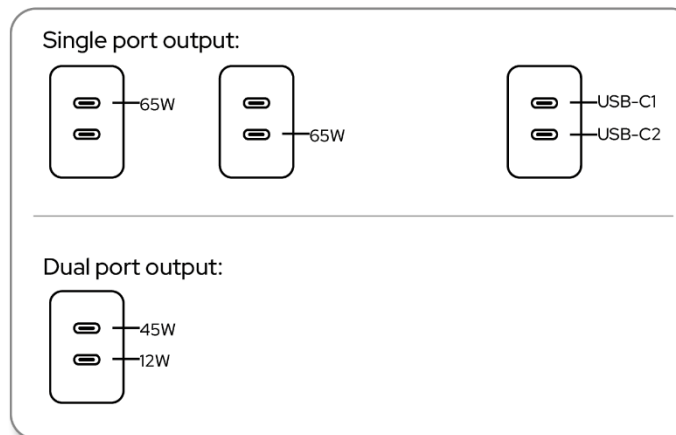 Single port output:
65W
65W
USB-C1
USB-C2
Dual port output:
45W
12W